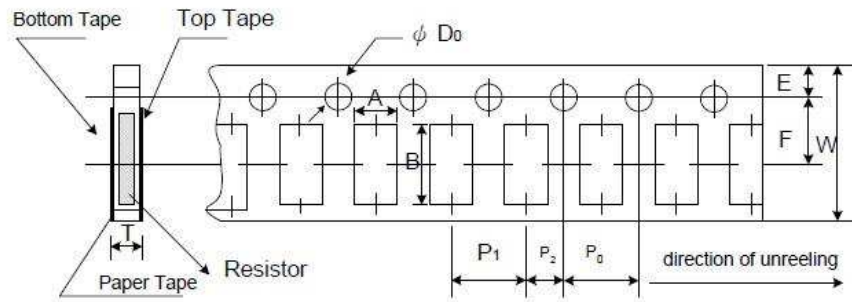 Bottom Tape
Top Tape
ψ D0
A
E
B
F
W
T
P1
P2
P0
direction of unreeling
Resistor
Paper Tape